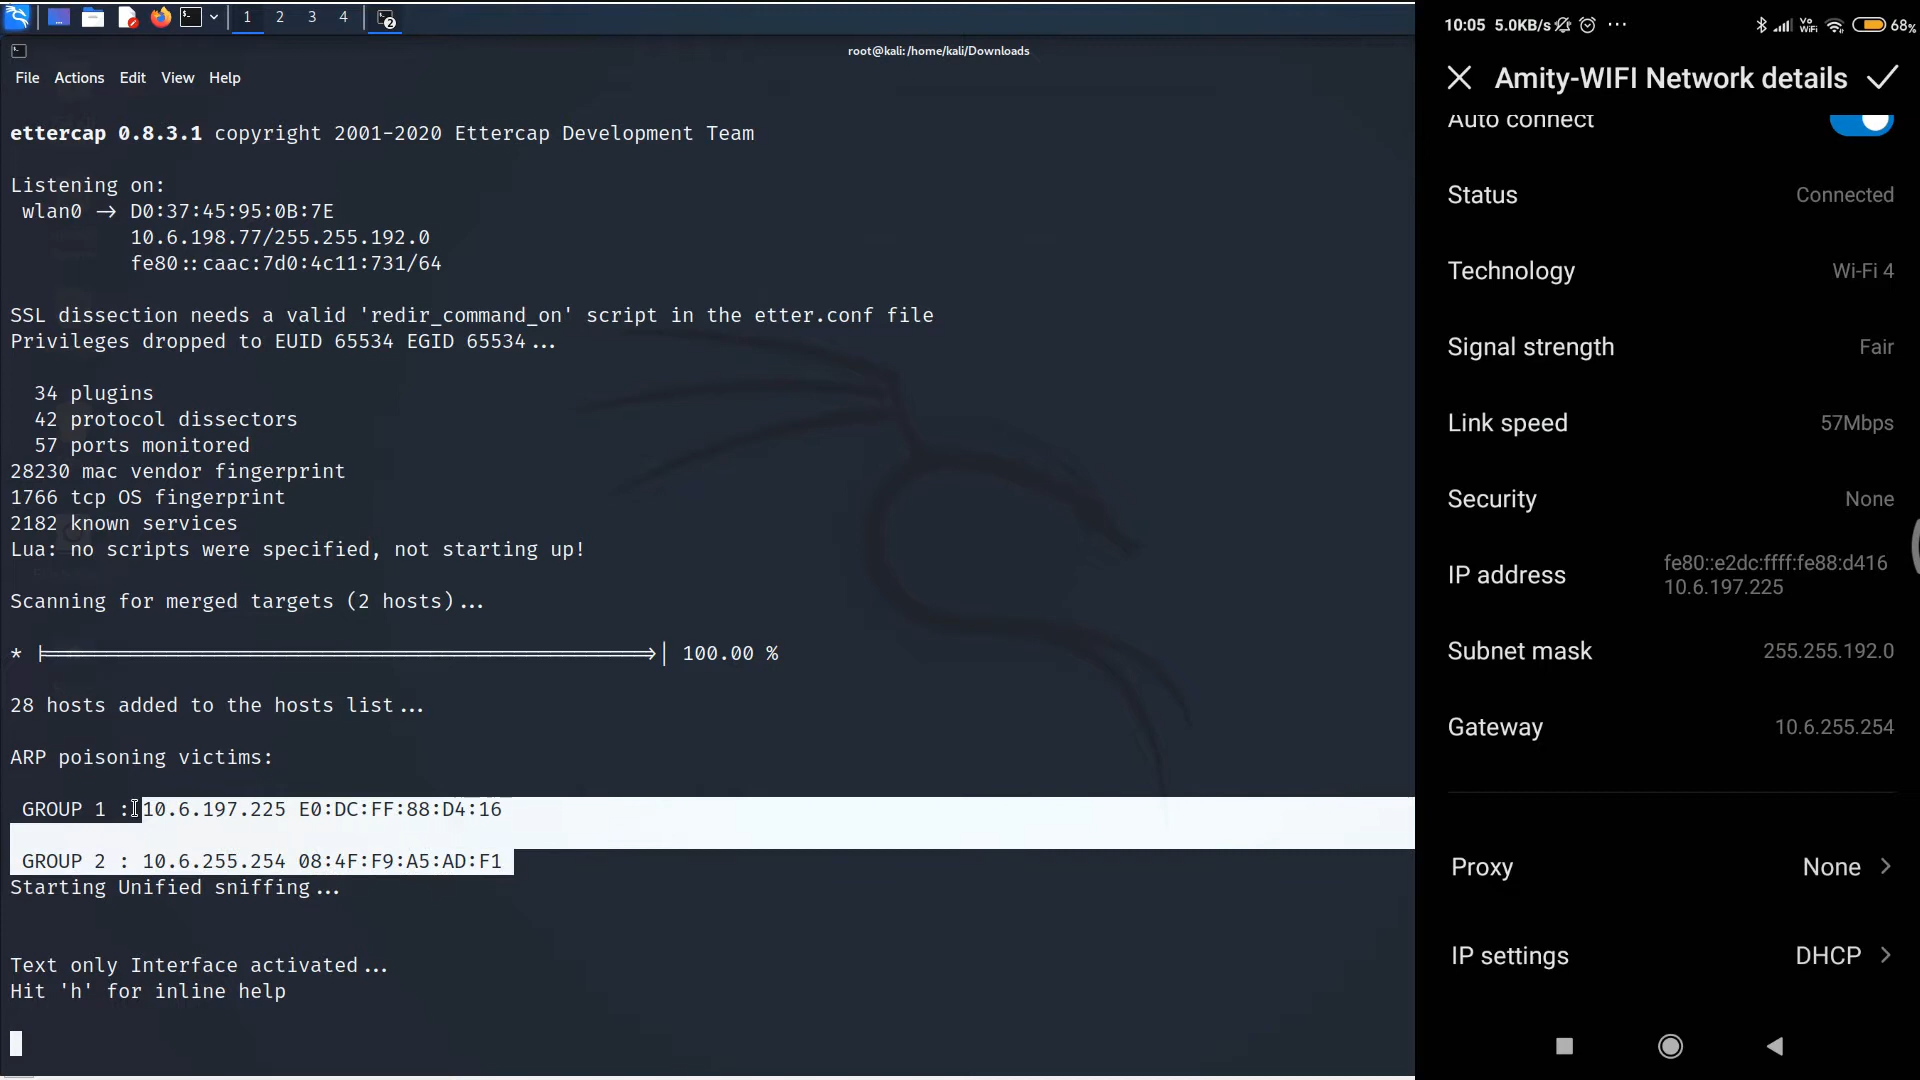 1 2 3 4 2
root@kali:/home/kali/Downloads
File Actions Edit View Help
ettercap 0.8.3.1 copyright 2001-2020 Ettercap Development Team
Listening on:
wlan0 → D0:37:45:95:0B:7E
10.6.198.77/255.255.192.0
fe80::caac:7d0:4c11:731/64
SSL dissection needs a valid 'redir_command_on' script in the etter.conf file
Privileges dropped to EUID 65534 EGID 65534...
34 plugins
42 protocol dissectors
57 ports monitored
28230 mac vendor fingerprint
1766 tcp OS fingerprint
2182 known services
Lua: no scripts were specified, not starting up!
Scanning for merged targets (2 hosts)...
* |==================================================>| 100.00 %
28 hosts added to the hosts list...
ARP poisoning victims:
GROUP 1 : 10.6.197.225 E0:DC:FF:88:D4:16
GROUP 2 : 10.6.255.254 08:4F:F9:A5:AD:F1
Starting Unified sniffing...
Text only Interface activated...
Hit 'h' for inline help
10:05 5.0KB/s ... Vo WiFi 68%
Amity-WIFI Network details
Auto connect
Status Connected
Technology Wi-Fi 4
Signal strength Fair
Link speed 57Mbps
Security None
IP address fe80::e2dc:ffff:fe88:d416
10.6.197.225
Subnet mask 255.255.192.0
Gateway 10.6.255.254
Proxy None >
IP settings DHCP >